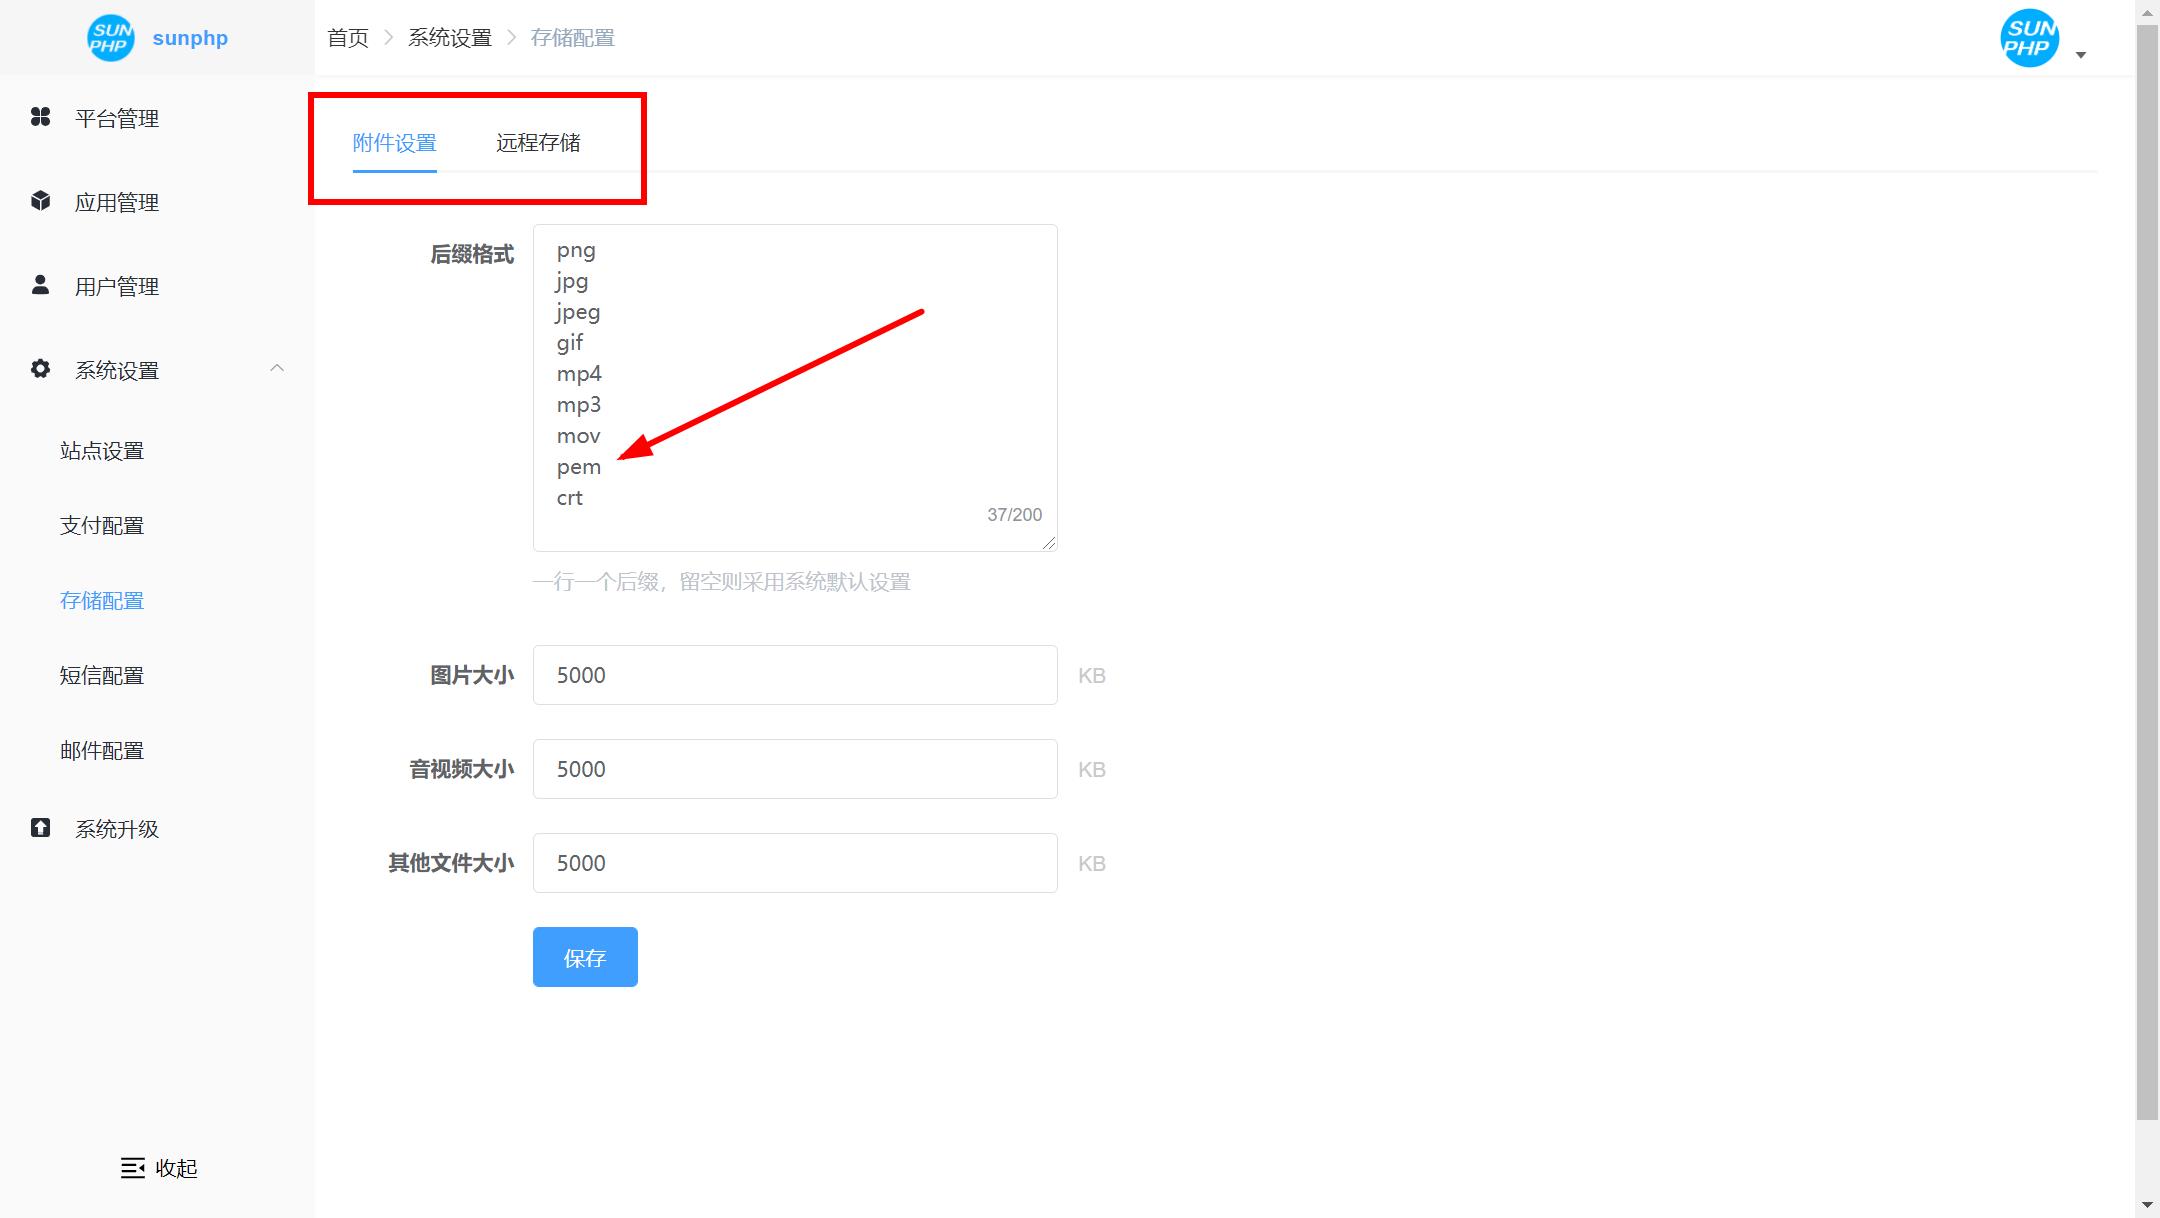 SUN
PHP
sunphp
首页 > 系统设置 > 存储配置
SUN
PHP
平台管理
应用管理
用户管理
系统设置
站点设置
支付配置
存储配置
短信配置
邮件配置
系统升级
收起
附件设置 远程存储
后缀格式
png
jpg
jpeg
gif
mp4
mp3
mov
pem
crt
37/200
一行一个后缀，留空则采用系统默认设置
图片大小 5000 KB
音视频大小 5000 KB
其他文件大小 5000 KB
保存